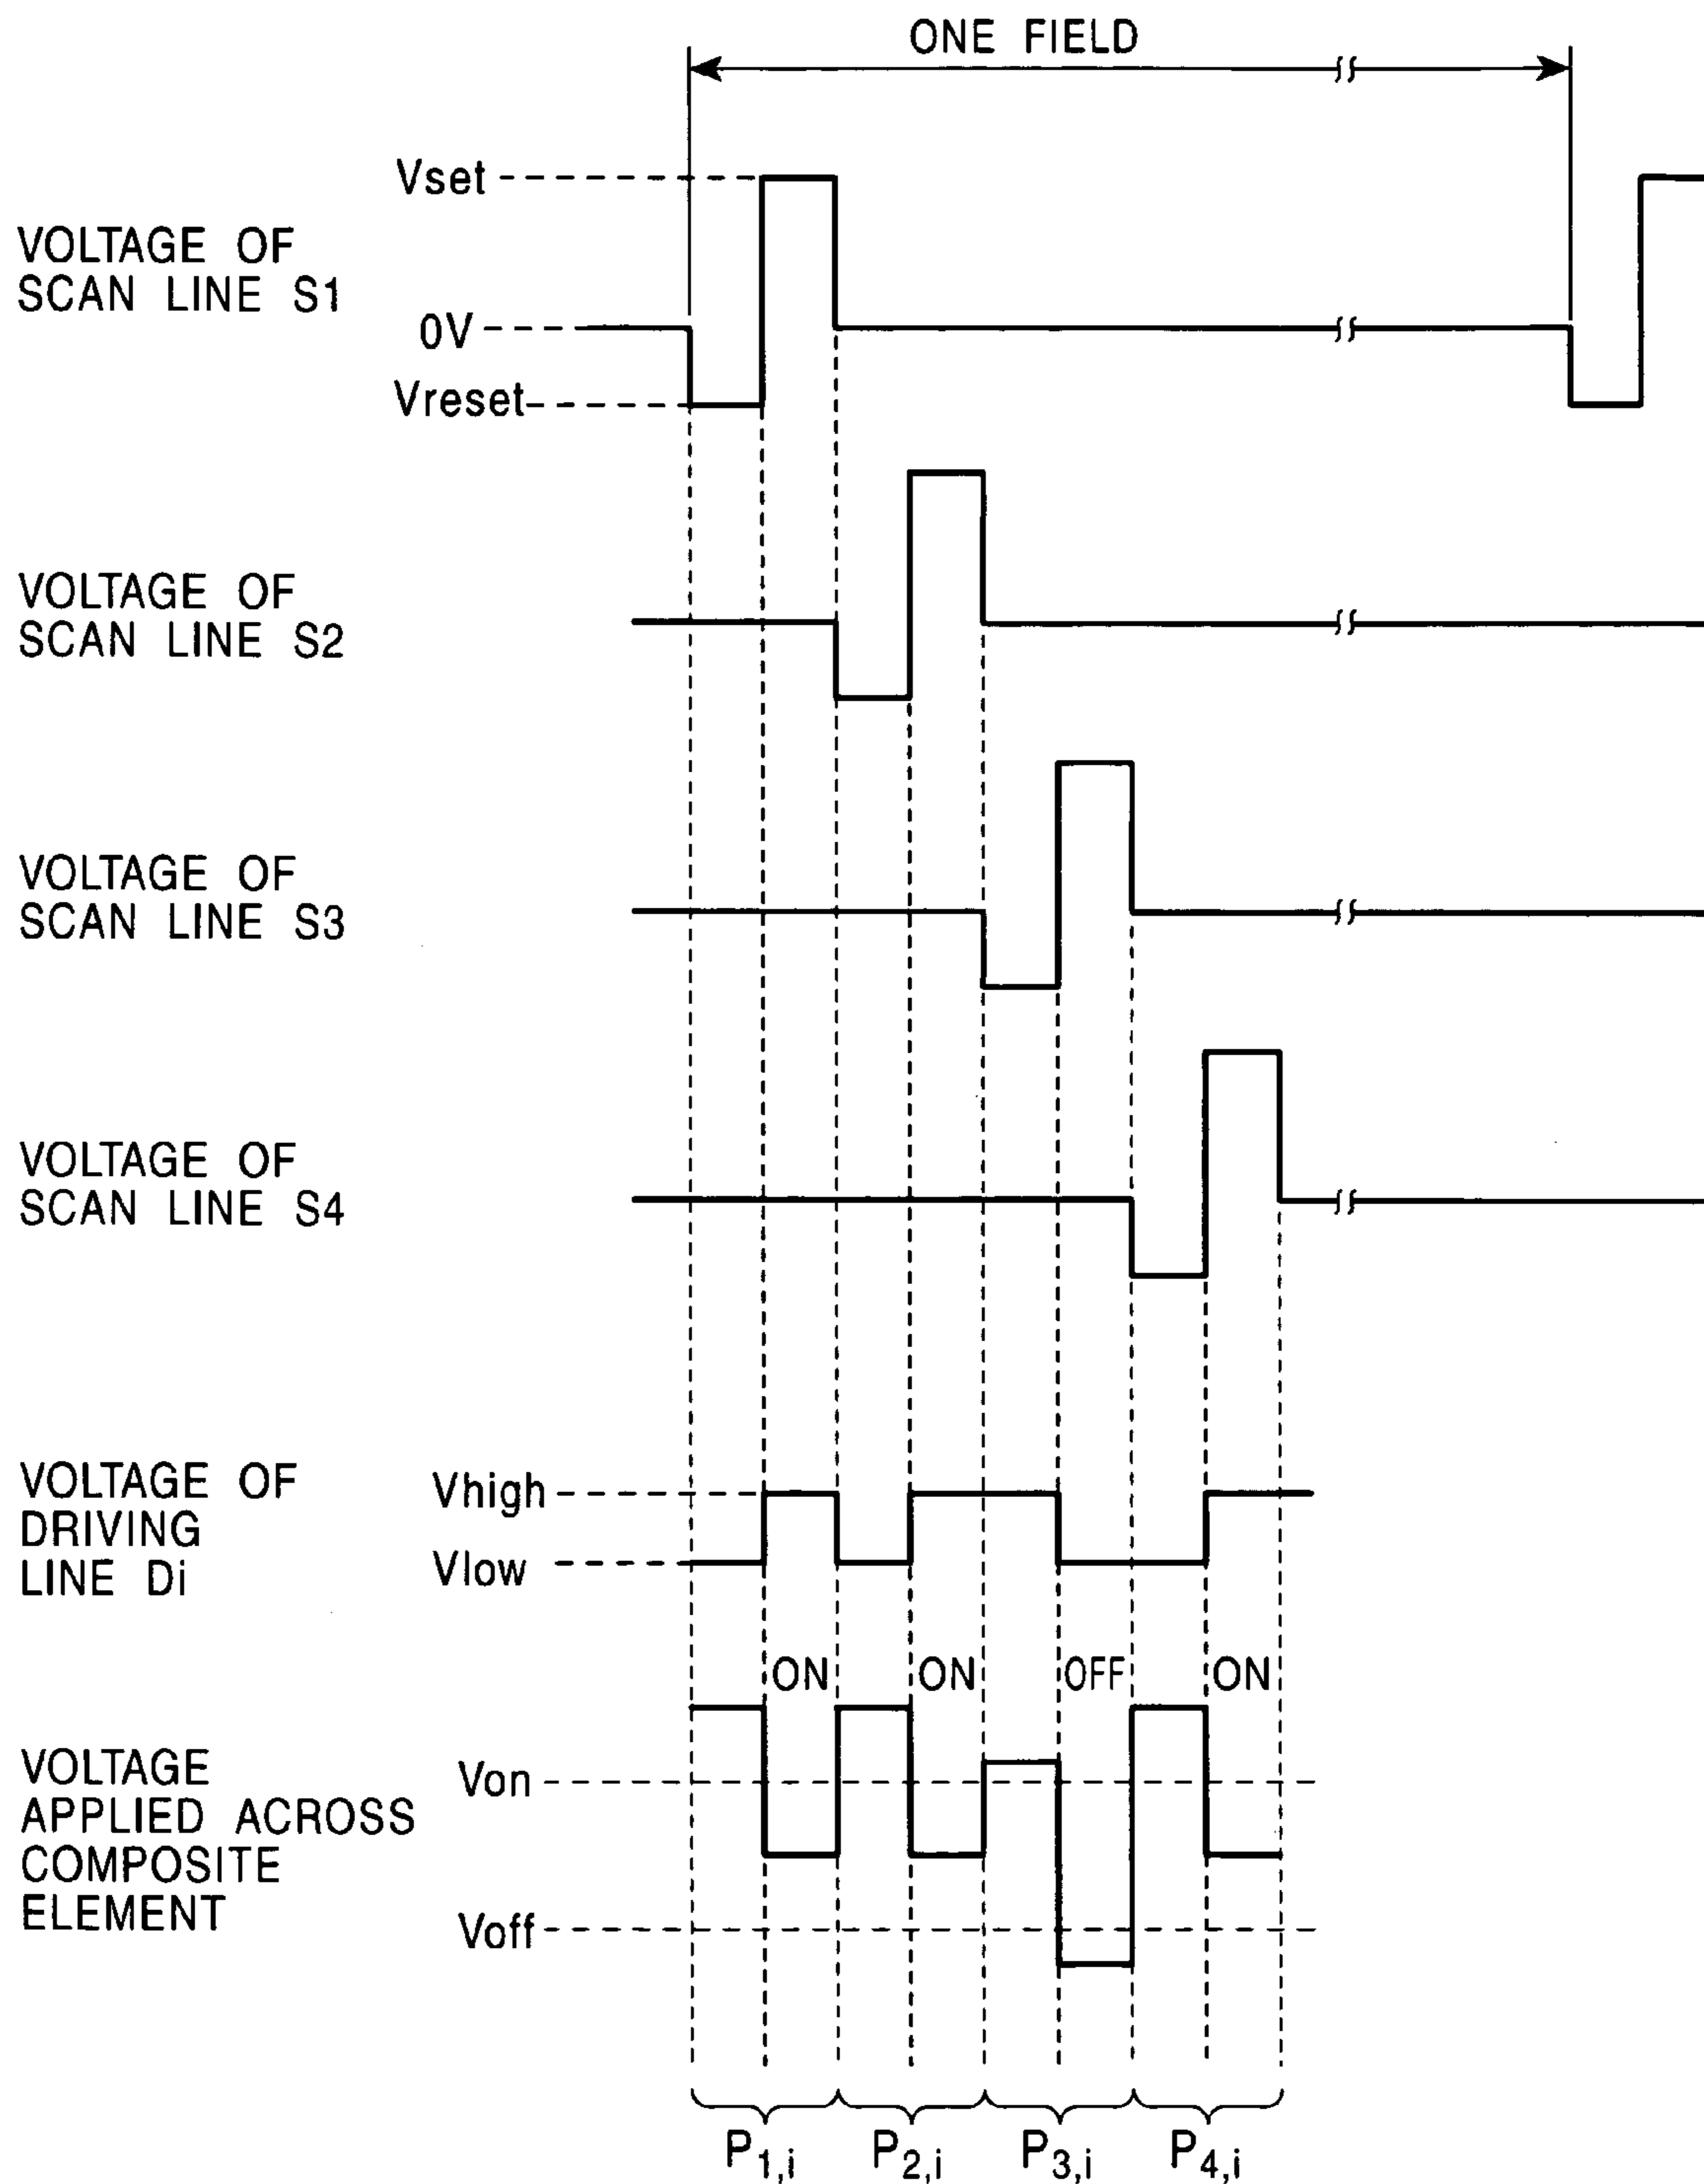 ONE FIELD
Vset
VOLTAGE OF
SCAN LINE S1
0V
Vreset
VOLTAGE OF
SCAN LINE S2
VOLTAGE OF
SCAN LINE S3
VOLTAGE OF
SCAN LINE S4
VOLTAGE OF
DRIVING
LINE Di
Vhigh
Vlow
ON ON OFF ON
VOLTAGE
APPLIED ACROSS
COMPOSITE
ELEMENT
Von
Voff
P1,i P2,i P3,i P4,i